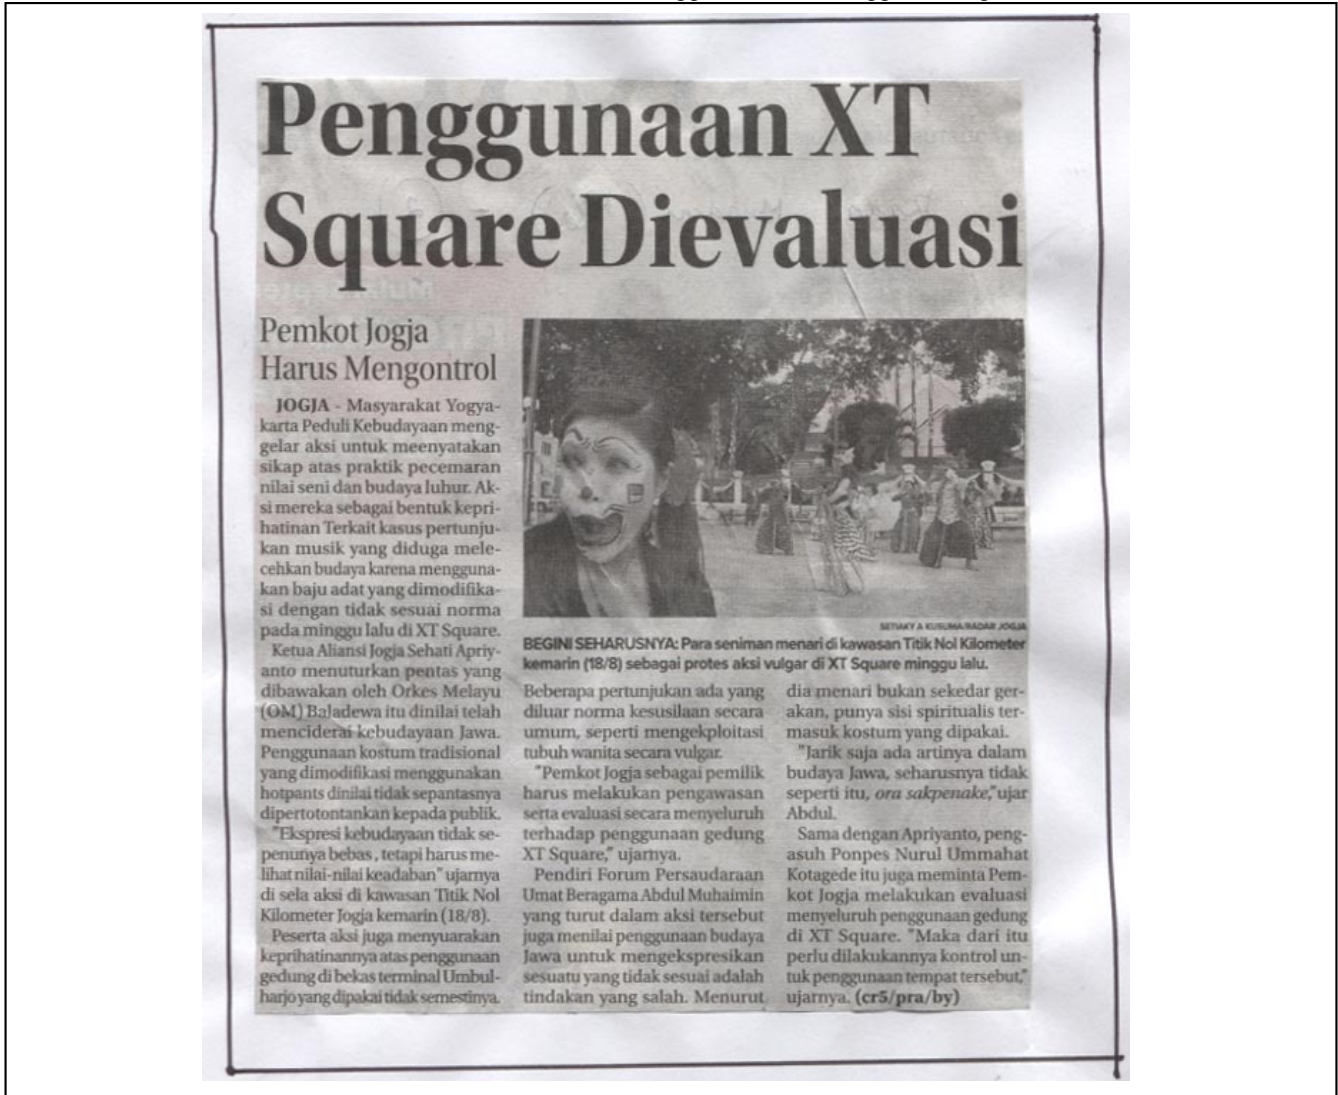 Penggunaan XT
Square Dievaluasi
Pemkot Jogja
Harus Mengontrol
JOGJA - Masyarakat Yogya-
karta Peduli Kebudayaan meng-
gelar aksi untuk meenyatakan
sikap atas praktik pecemaran
nilai seni dan budaya luhur. Ak-
si mereka sebagai bentuk kepri-
hatinan Terkait kasus pertunju-
kan musik yang diduga mele-
cehkan budaya karena mengguna-
kan baju adat yang dimodifika-
si dengan tidak sesuai norma
pada minggu lalu di XT Square.
Ketua Aliansi Jogja Sehati Apriy-
anto menuturkan pentas yang
dibawakan oleh Orkes Melayu
(OM) Baladewa itu dinilai telah
menciderai kebudayaan Jawa.
Penggunaan kostum tradisional
yang dimodifikasi menggunakan
hotpants dinilai tidak sepantasnya
dipertotontankan kepada publik.
"Ekspresi kebudayaan tidak se-
penunya bebas , tetapi harus me-
lihat nilai-nilai keadaban" ujarnya
di sela aksi di kawasan Titik Nol
Kilometer Jogja kemarin (18/8).
Peserta aksi juga menyuarakan
keprihatinannya atas penggunaan
gedung di bekas terminal Umbul-
harjo yang dipakai tidak semestinya.
SETIAKY A KUSUMA/RADAR JOGJA
BEGINI SEHARUSNYA: Para seniman menari di kawasan Titik Nol Kilometer
kemarin (18/8) sebagai protes aksi vulgar di XT Square minggu lalu.
Beberapa pertunjukan ada yang
diluar norma kesusilaan secara
umum, seperti mengekploitasi
tubuh wanita secara vulgar.
"Pemkot Jogja sebagai pemilik
harus melakukan pengawasan
serta evaluasi secara menyeluruh
terhadap penggunaan gedung
XT Square," ujarnya.
Pendiri Forum Persaudaraan
Umat Beragama Abdul Muhaimin
yang turut dalam aksi tersebut
juga menilai penggunaan budaya
Jawa untuk mengekspresikan
sesuatu yang tidak sesuai adalah
tindakan yang salah. Menurut
dia menari bukan sekedar ger-
akan, punya sisi spiritualis ter-
masuk kostum yang dipakai.
"Jarik saja ada artinya dalam
budaya Jawa, seharusnya tidak
seperti itu, ora sakpenake,"ujar
Abdul.
Sama dengan Apriyanto, peng-
asuh Ponpes Nurul Ummahat
Kotagede itu juga meminta Pem-
kot Jogja melakukan evaluasi
menyeluruh penggunaan gedung
di XT Square. "Maka dari itu
perlu dilakukannya kontrol un-
tuk penggunaan tempat tersebut,"
ujarnya. (cr5/pra/by)